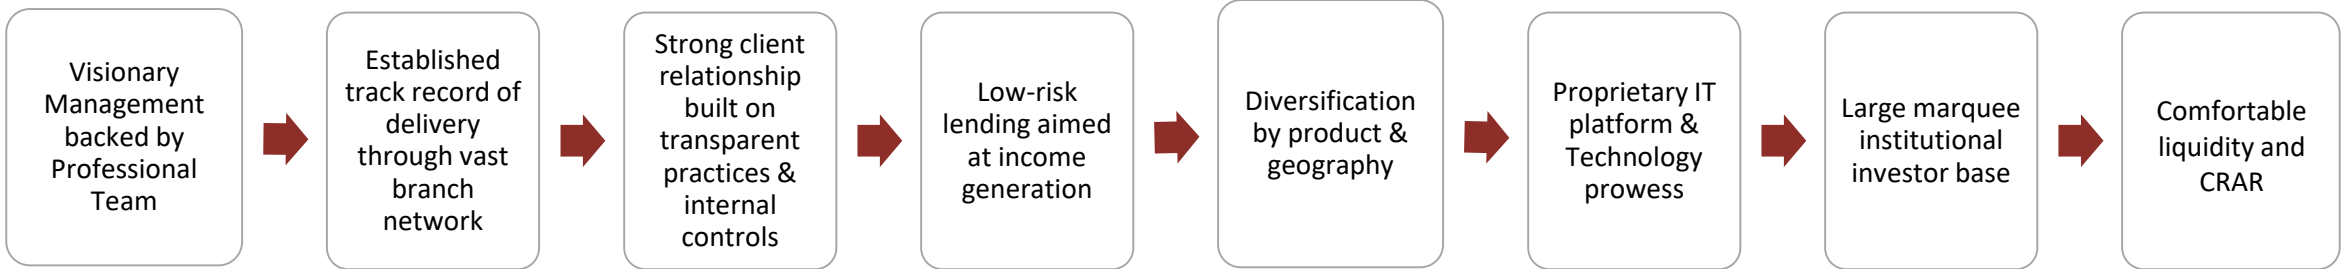 Visionary
Management
backed by
Professional
Team
Established
track record of
delivery
through vast
branch
network
Strong client
relationship
built on
transparent
practices &
internal
controls
Low-risk
lending aimed
at income
generation
Diversification
by product &
geography
Proprietary IT
platform &
Technology
prowess
Large marquee
institutional
investor base
Comfortable
liquidity and
CRAR